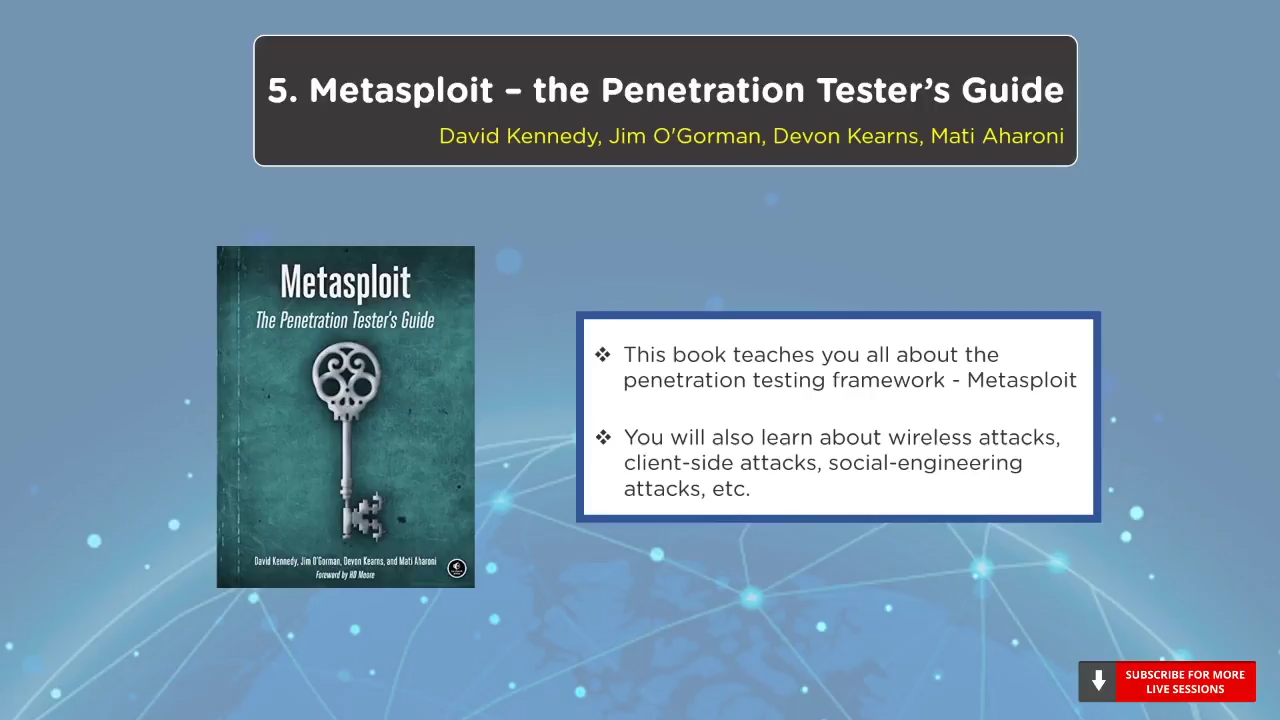 5. Metasploit – the Penetration Tester’s Guide
David Kennedy, Jim O'Gorman, Devon Kearns, Mati Aharoni
Metasploit
The Penetration Tester's Guide
David Kennedy, Jim O'Gorman, Devon Kearns, and Mati Aharoni
Foreword by HD Moore
❖ This book teaches you all about the
penetration testing framework - Metasploit
❖ You will also learn about wireless attacks,
client-side attacks, social-engineering
attacks, etc.
SUBSCRIBE FOR MORE
LIVE SESSIONS